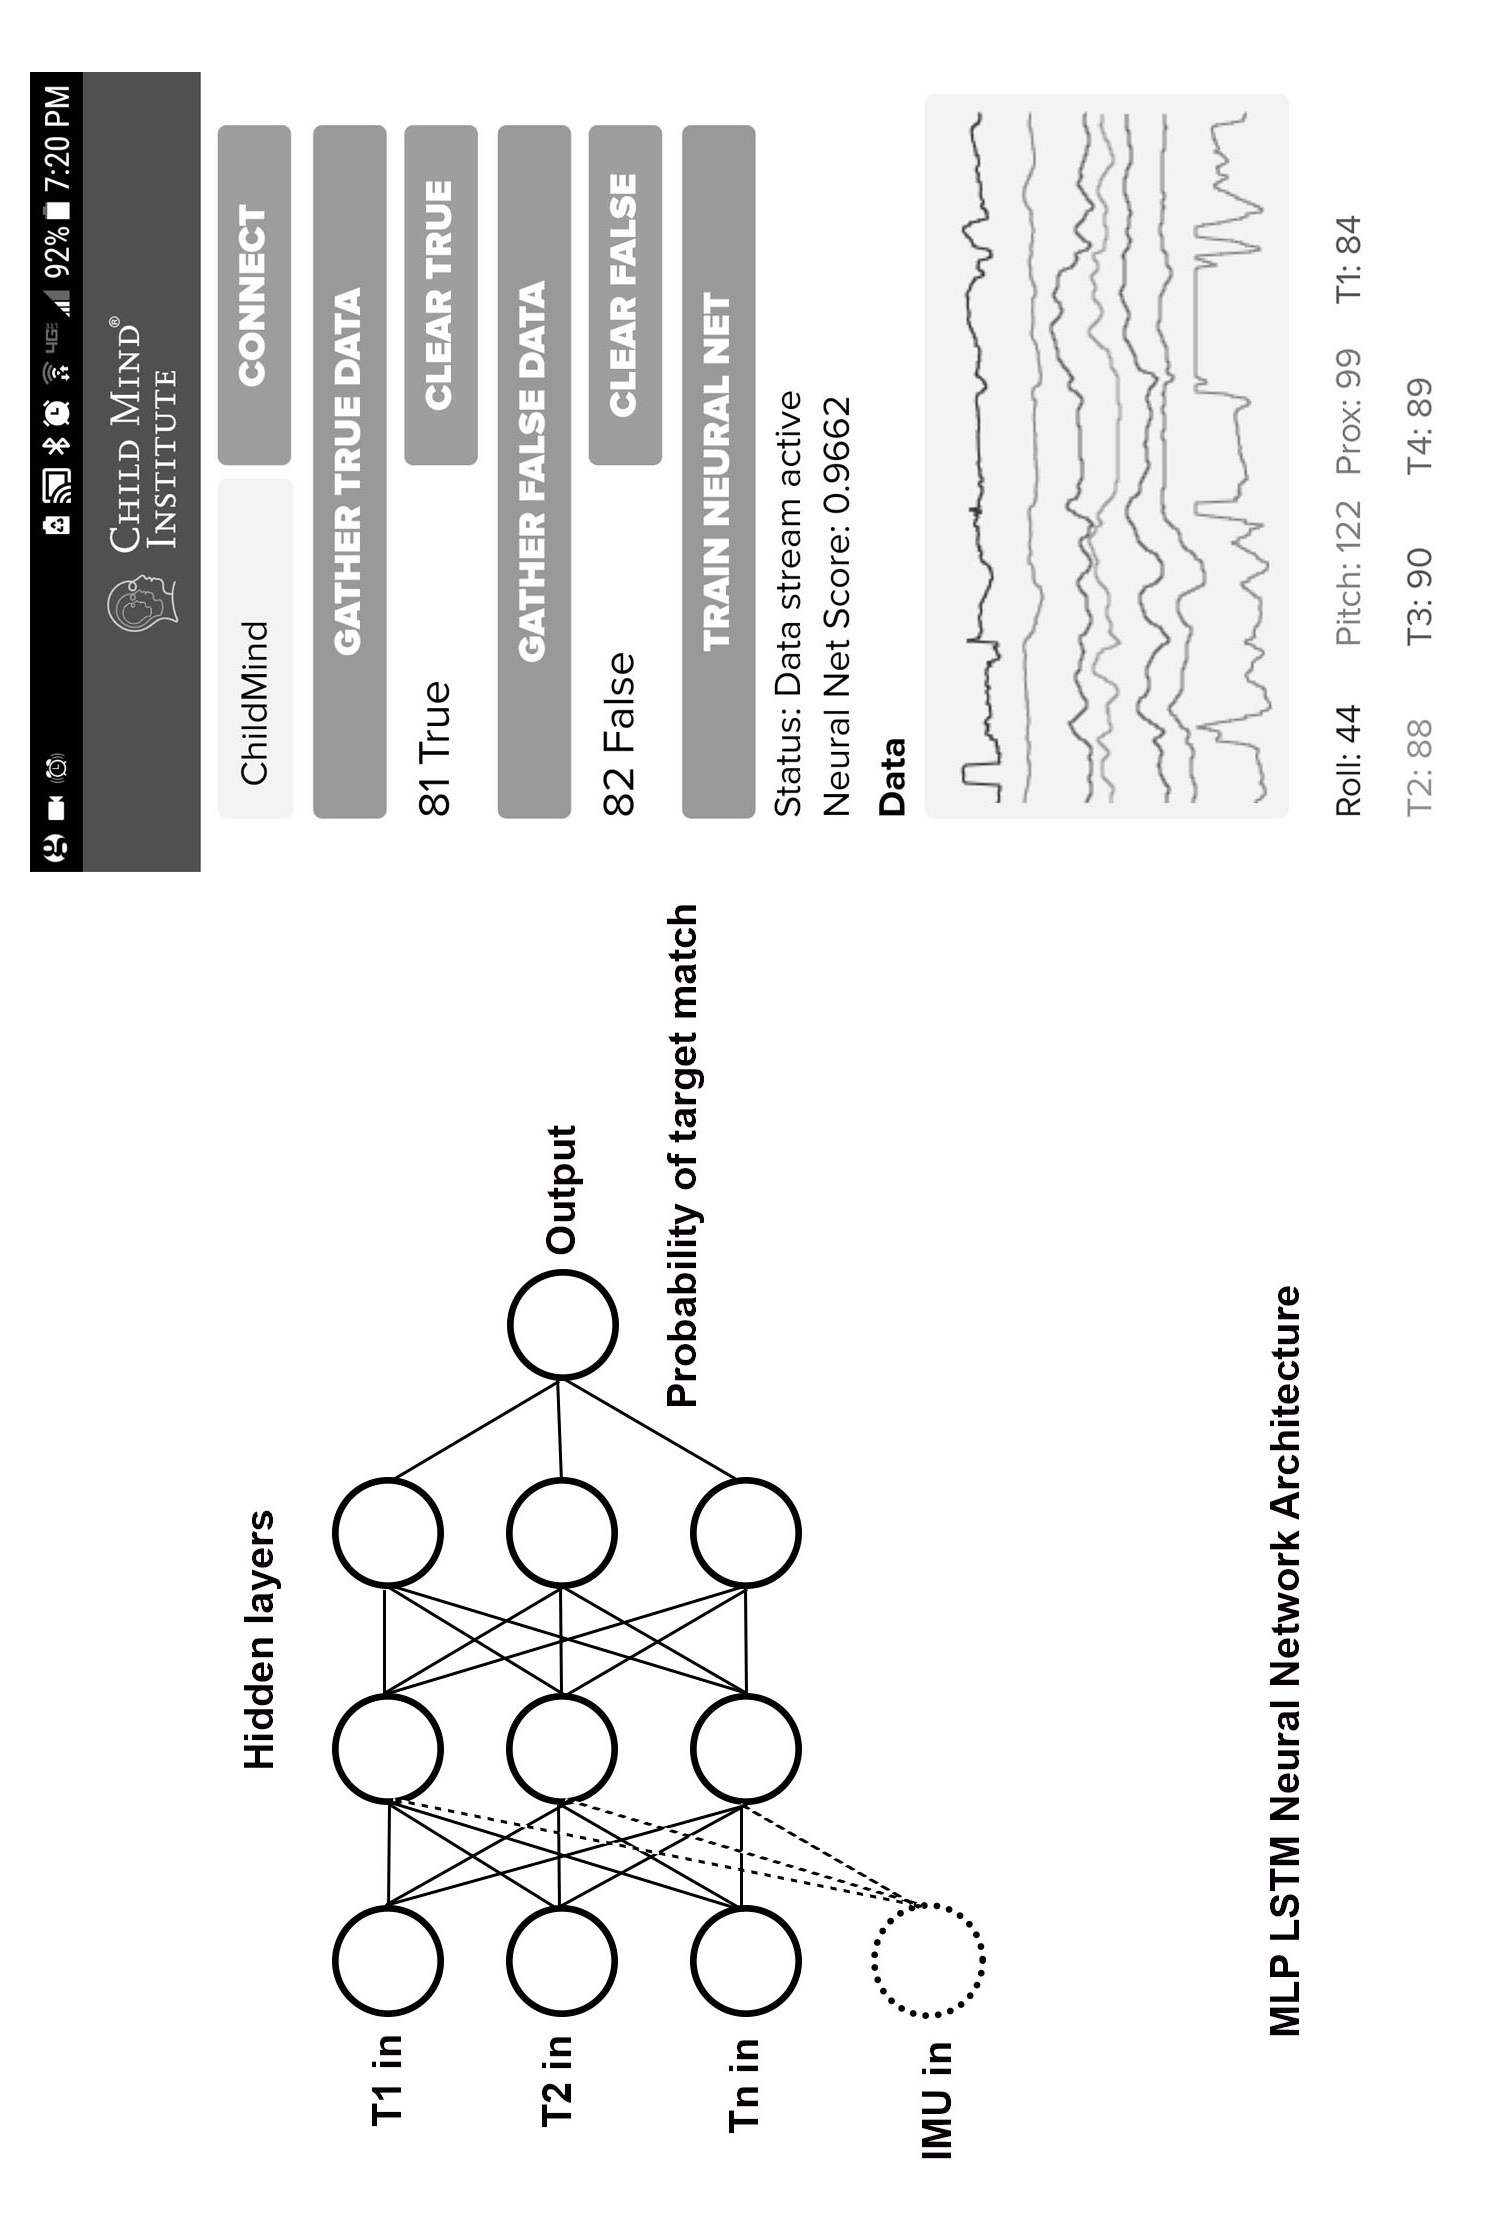 Hidden layers
T1 in
T2 in
Tn in
IMU in
Output
Probability of target match
MLP LSTM Neural Network Architecture
92% 7:20 PM
CHILD MIND®
INSTITUTE
ChildMind CONNECT
GATHER TRUE DATA
81 True CLEAR TRUE
GATHER FALSE DATA
82 False CLEAR FALSE
TRAIN NEURAL NET
Status: Data stream active
Neural Net Score: 0.9662
Data
Roll: 44 Pitch: 122 Prox: 99 T1: 84
T2: 88 T3: 90 T4: 89